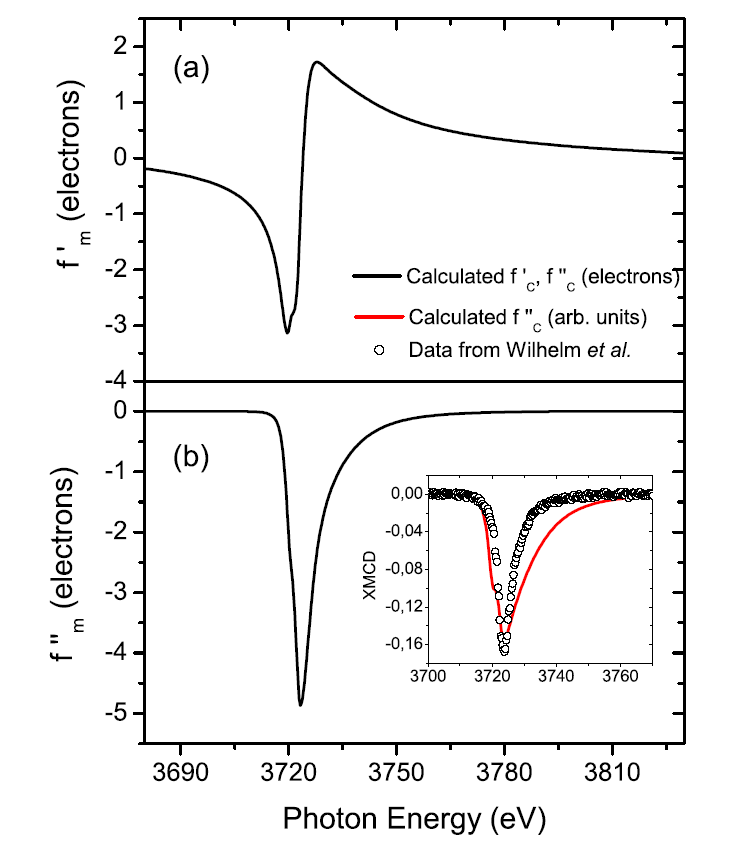 2
(a)
1
0
-1
-2
-3
-4
f 'm (electrons)
Calculated f 'C, f "C (electrons)
Calculated f "C (arb. units)
Data from Wilhelm et al.
0
(b)
-1
-2
-3
-4
-5
f "m (electrons)
0,00
-0,04
-0,08
-0,12
-0,16
XMCD
3700 3720 3740 3760
3690 3720 3750 3780 3810
Photon Energy (eV)